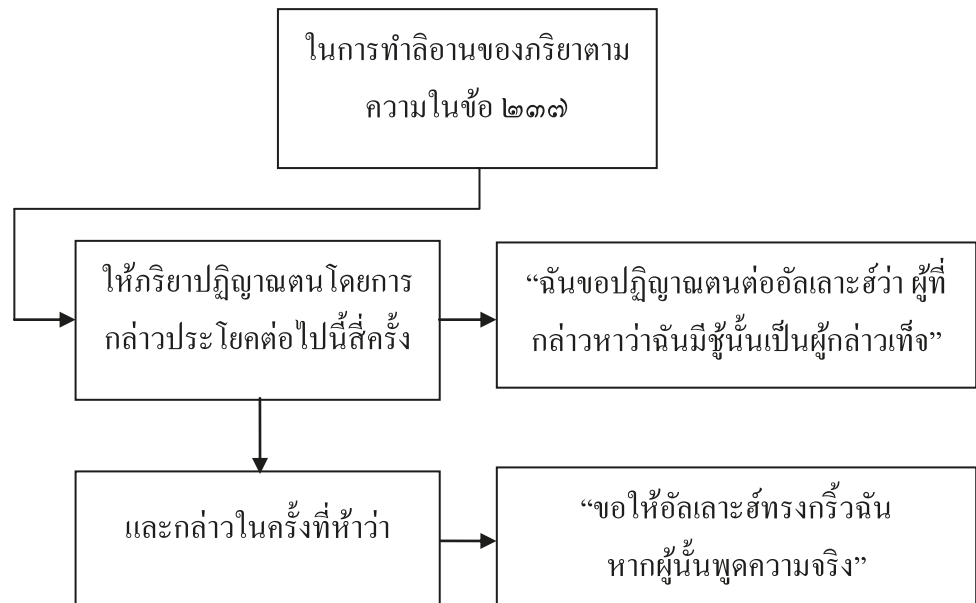 ในการทำลิอานของภริยาตาม
ความในข้อ ๒๓๗
ให้ภริยาปฏิญาณตนโดยการ
กล่าวประโยคต่อไปนี้สี่ครั้ง
“ฉันขอปฏิญาณตนต่ออัลเลาะฮ์ว่า ผู้ที่
กล่าวหาว่าฉันมีชู้นั้นเป็นผู้กล่าวเท็จ”
และกล่าวในครั้งที่ห้าว่า
“ขอให้อัลเลาะฮ์ทรงกริ้วฉัน
หากผู้นั้นพูดความจริง”